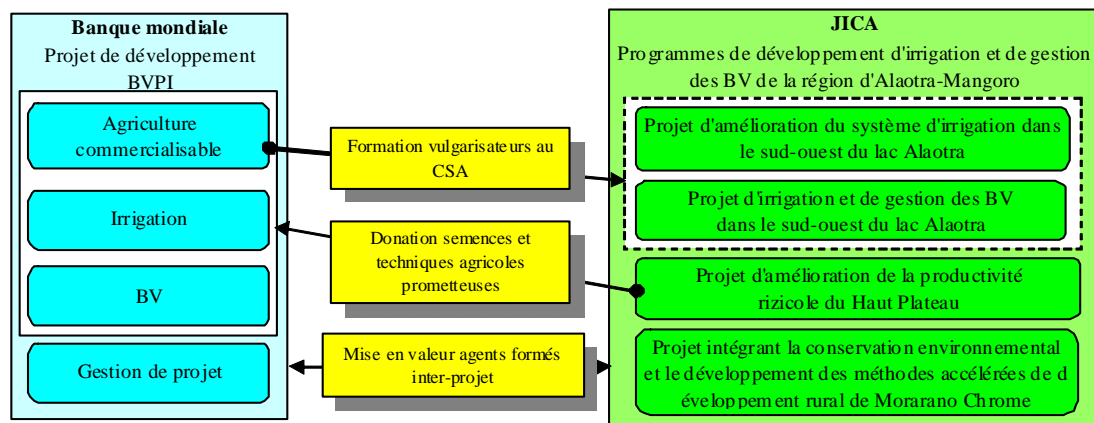 Banque mondiale
Projet de développement
BVPI
Agriculture
commercialisable
Irrigation
BV
Gestion de projet
Formation vulgarisateurs au
CSA
Donation semences et
techniques agricoles
prometteuses
Mise en valeur agents formés
inter-projet
JICA
Programmes de développement d'irrigation et de gestion
des BV de la région d'Alaotra-Mangoro
Projet d'amélioration du système d'irrigation dans
le sud-ouest du lac Alaotra
Projet d'irrigation et de gestion des BV
dans le sud-ouest du lac Alaotra
Projet d'amélioration de la productivité
rizicole du Haut Plateau
Projet intégrant la conservation environnemental
et le développement des méthodes accélérées de d
éveloppement rural de Morarano Chrome